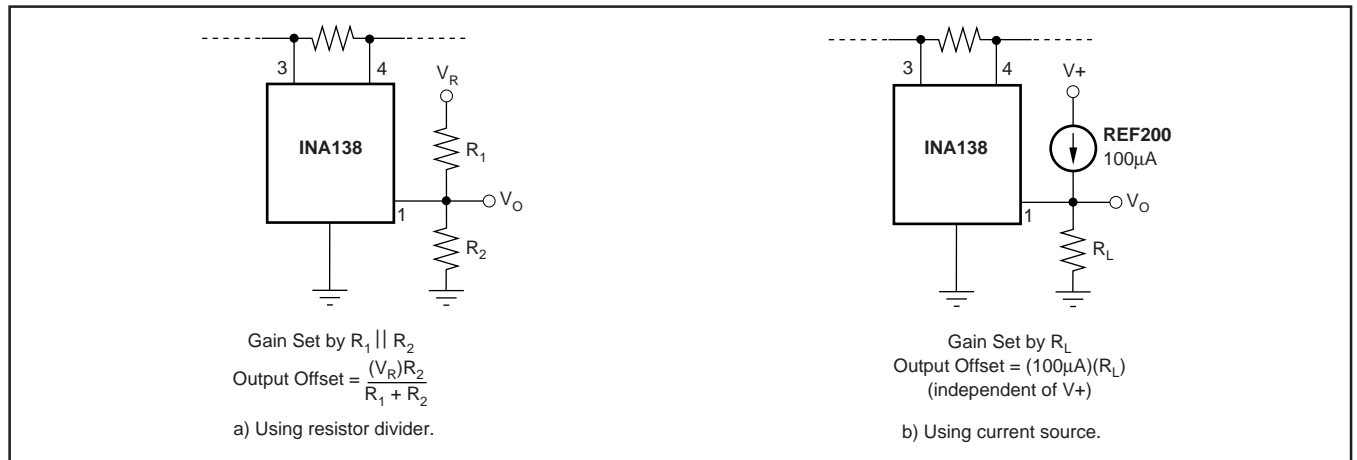 3
4
V_R
INA138
R_1
1
V_O
R_2
Gain Set by R_1 || R_2
Output Offset = (V_R)R_2 / R_1 + R_2
a) Using resistor divider.
3
4
V+
INA138
REF200
100µA
1
V_O
R_L
Gain Set by R_L
Output Offset = (100µA)(R_L)
(independent of V+)
b) Using current source.